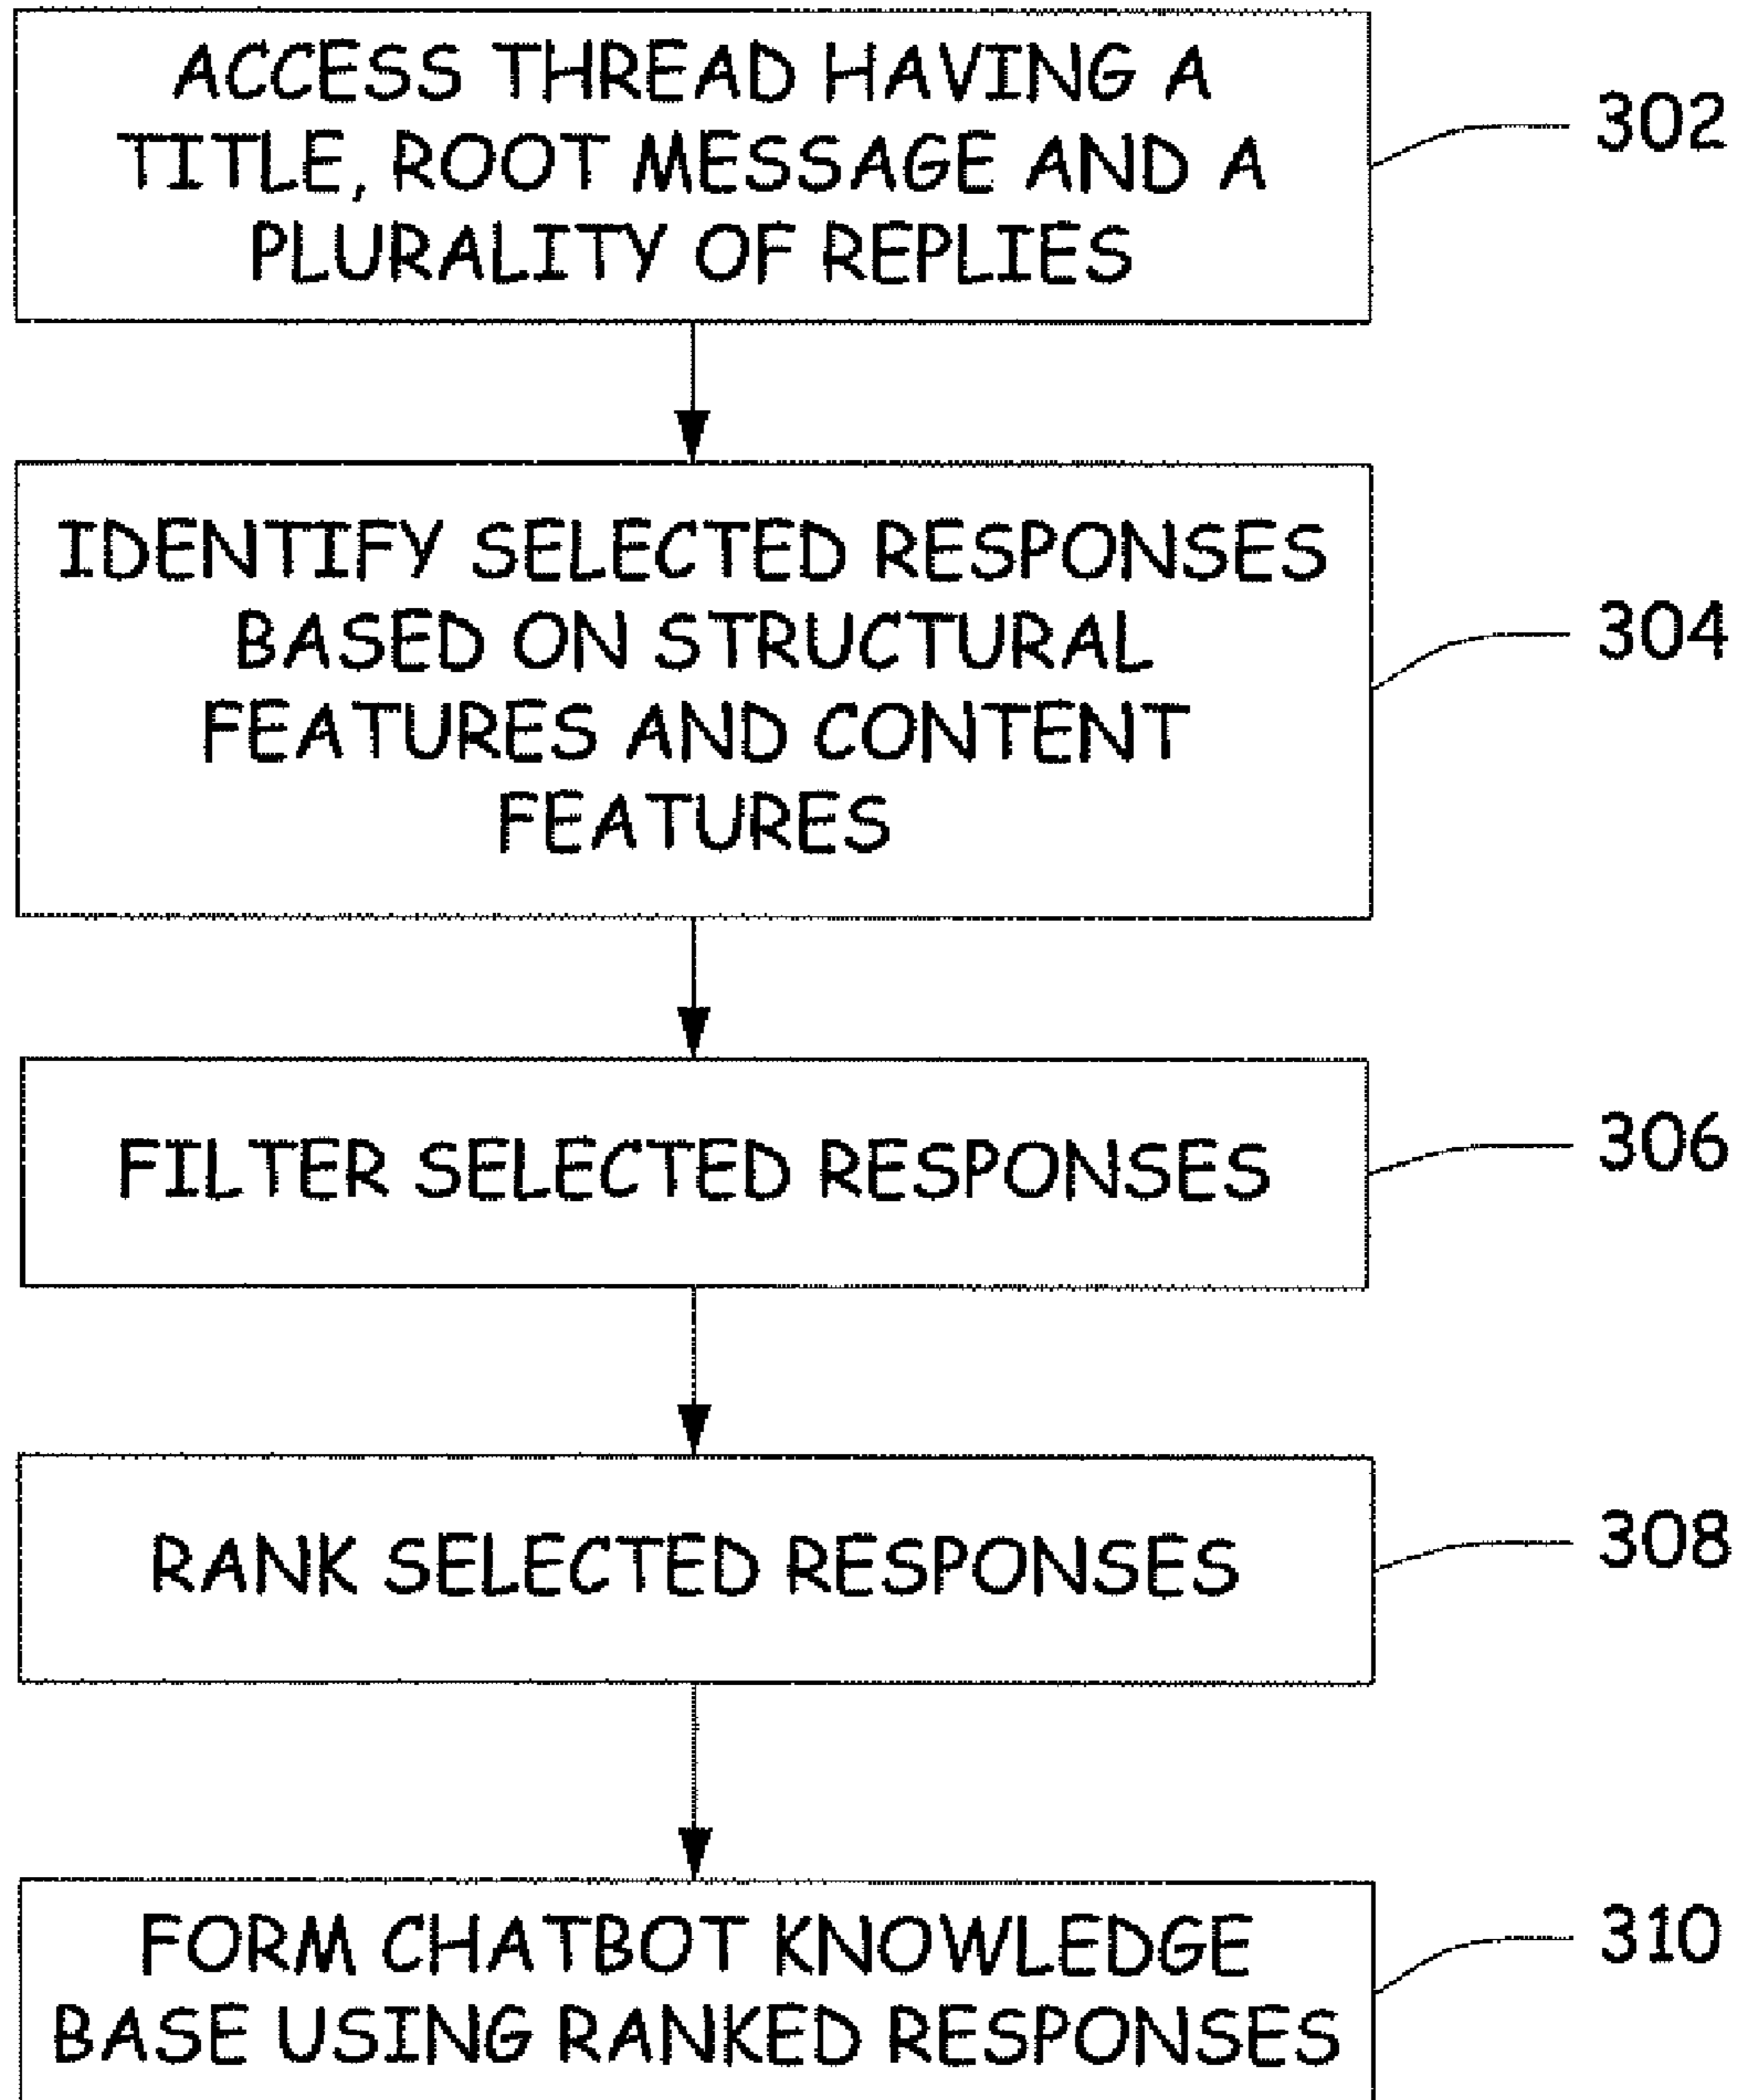 ACCESS THREAD HAVING A
TITLE, ROOT MESSAGE AND A
PLURALITY OF REPLIES
302
IDENTIFY SELECTED RESPONSES
BASED ON STRUCTURAL
FEATURES AND CONTENT
FEATURES
304
FILTER SELECTED RESPONSES
306
RANK SELECTED RESPONSES
308
FORM CHATBOT KNOWLEDGE
BASE USING RANKED RESPONSES
310